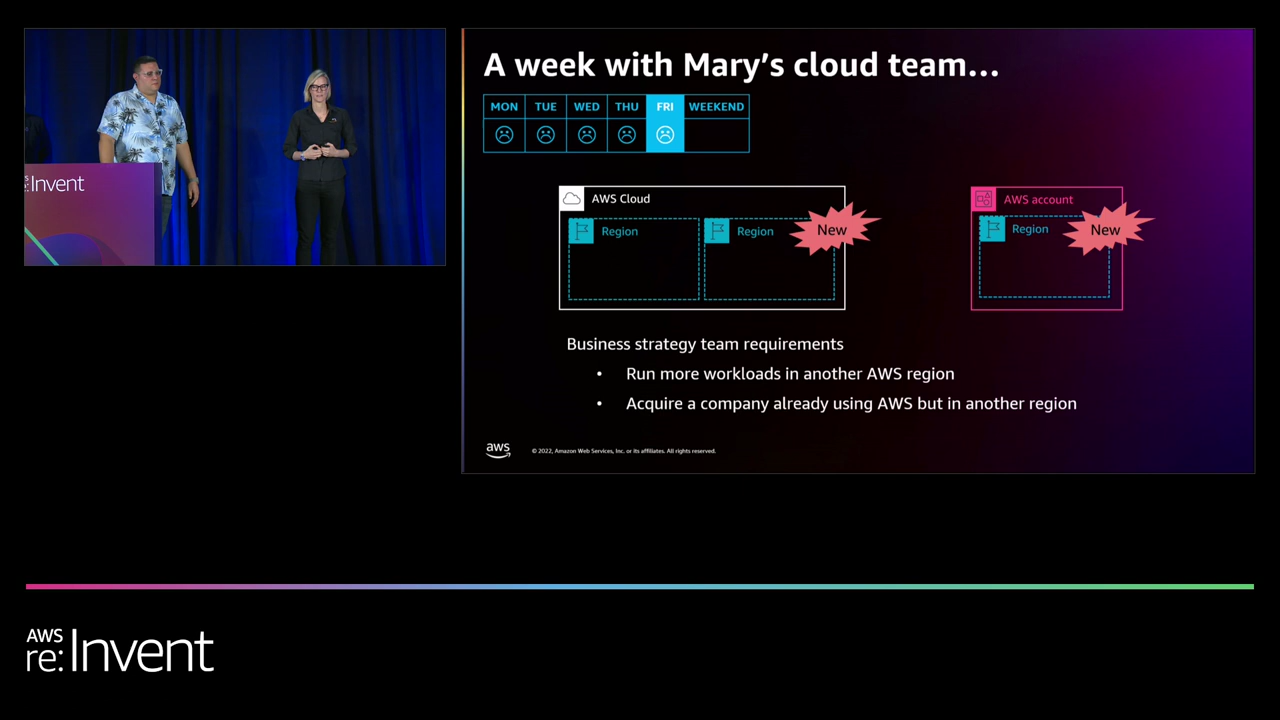 re:Invent
A week with Mary's cloud team...
MON TUE WED THU FRI WEEKEND
AWS Cloud
Region
Region
New
AWS account
Region
New
Business strategy team requirements
• Run more workloads in another AWS region
• Acquire a company already using AWS but in another region
aws
© 2022, Amazon Web Services, Inc. or its affiliates. All rights reserved.
AWS
re:Invent